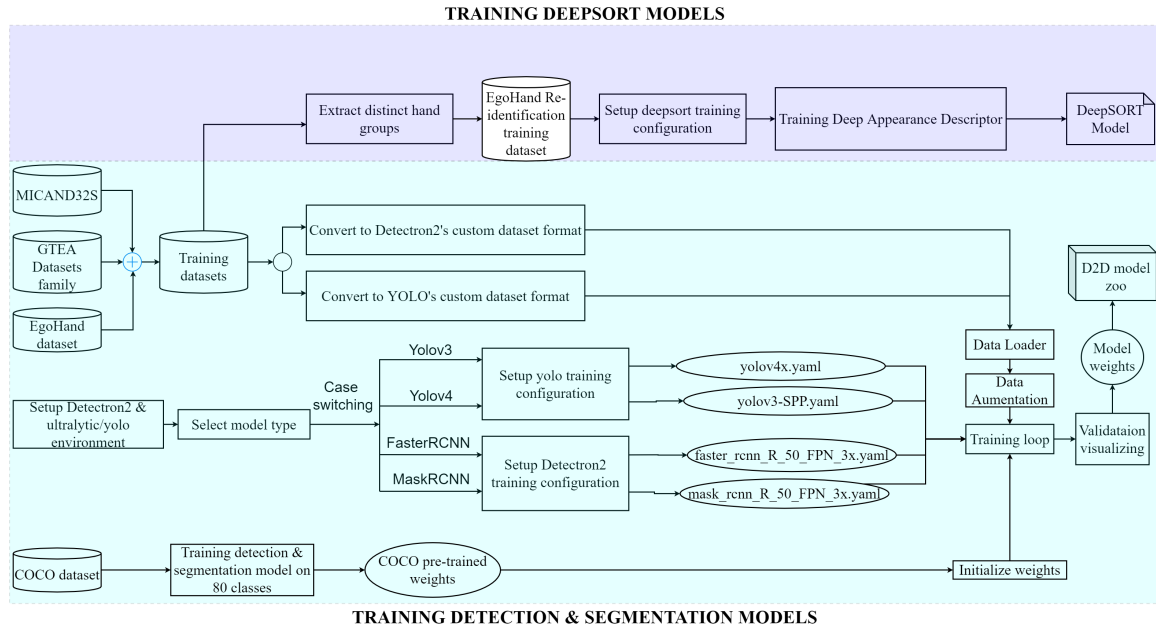 TRAINING DEEPSORT MODELS
Extract distinct hand
groups
EgoHand Re-
identification
training
dataset
Setup deepsort training
configuration
Training Deep Appearance Descriptor
DeepSORT
Model
MICAND32S
GTEA
Datasets
family
EgoHand
dataset
Training
datasets
Convert to Detectron2's custom dataset format
Convert to YOLO's custom dataset format
D2D model
zoo
Model
weights
Data Loader
Data
Aumentation
Training loop
Validataion
visualizing
Setup Detectron2 &
ultralytic/yolo
environment
Select model type
Case
switching
Yolov3
Yolov4
FasterRCNN
MaskRCNN
Setup yolo training
configuration
Setup Detectron2
training configuration
yolov4x.yaml
yolov3-SPP.yaml
faster_rcnn_R_50_FPN_3x.yaml
mask_rcnn_R_50_FPN_3x.yaml
COCO dataset
Training detection &
segmentation model on
80 classes
COCO pre-trained
weights
Initialize weights
TRAINING DETECTION & SEGMENTATION MODELS